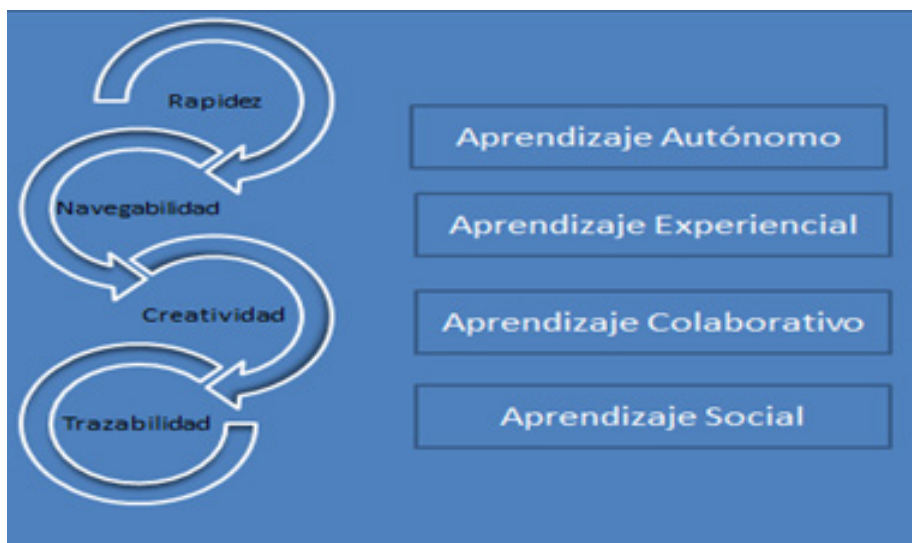 Rapidez
Navegabilidad
Creatividad
Trazabilidad
Aprendizaje Autónomo
Aprendizaje Experiencial
Aprendizaje Colaborativo
Aprendizaje Social